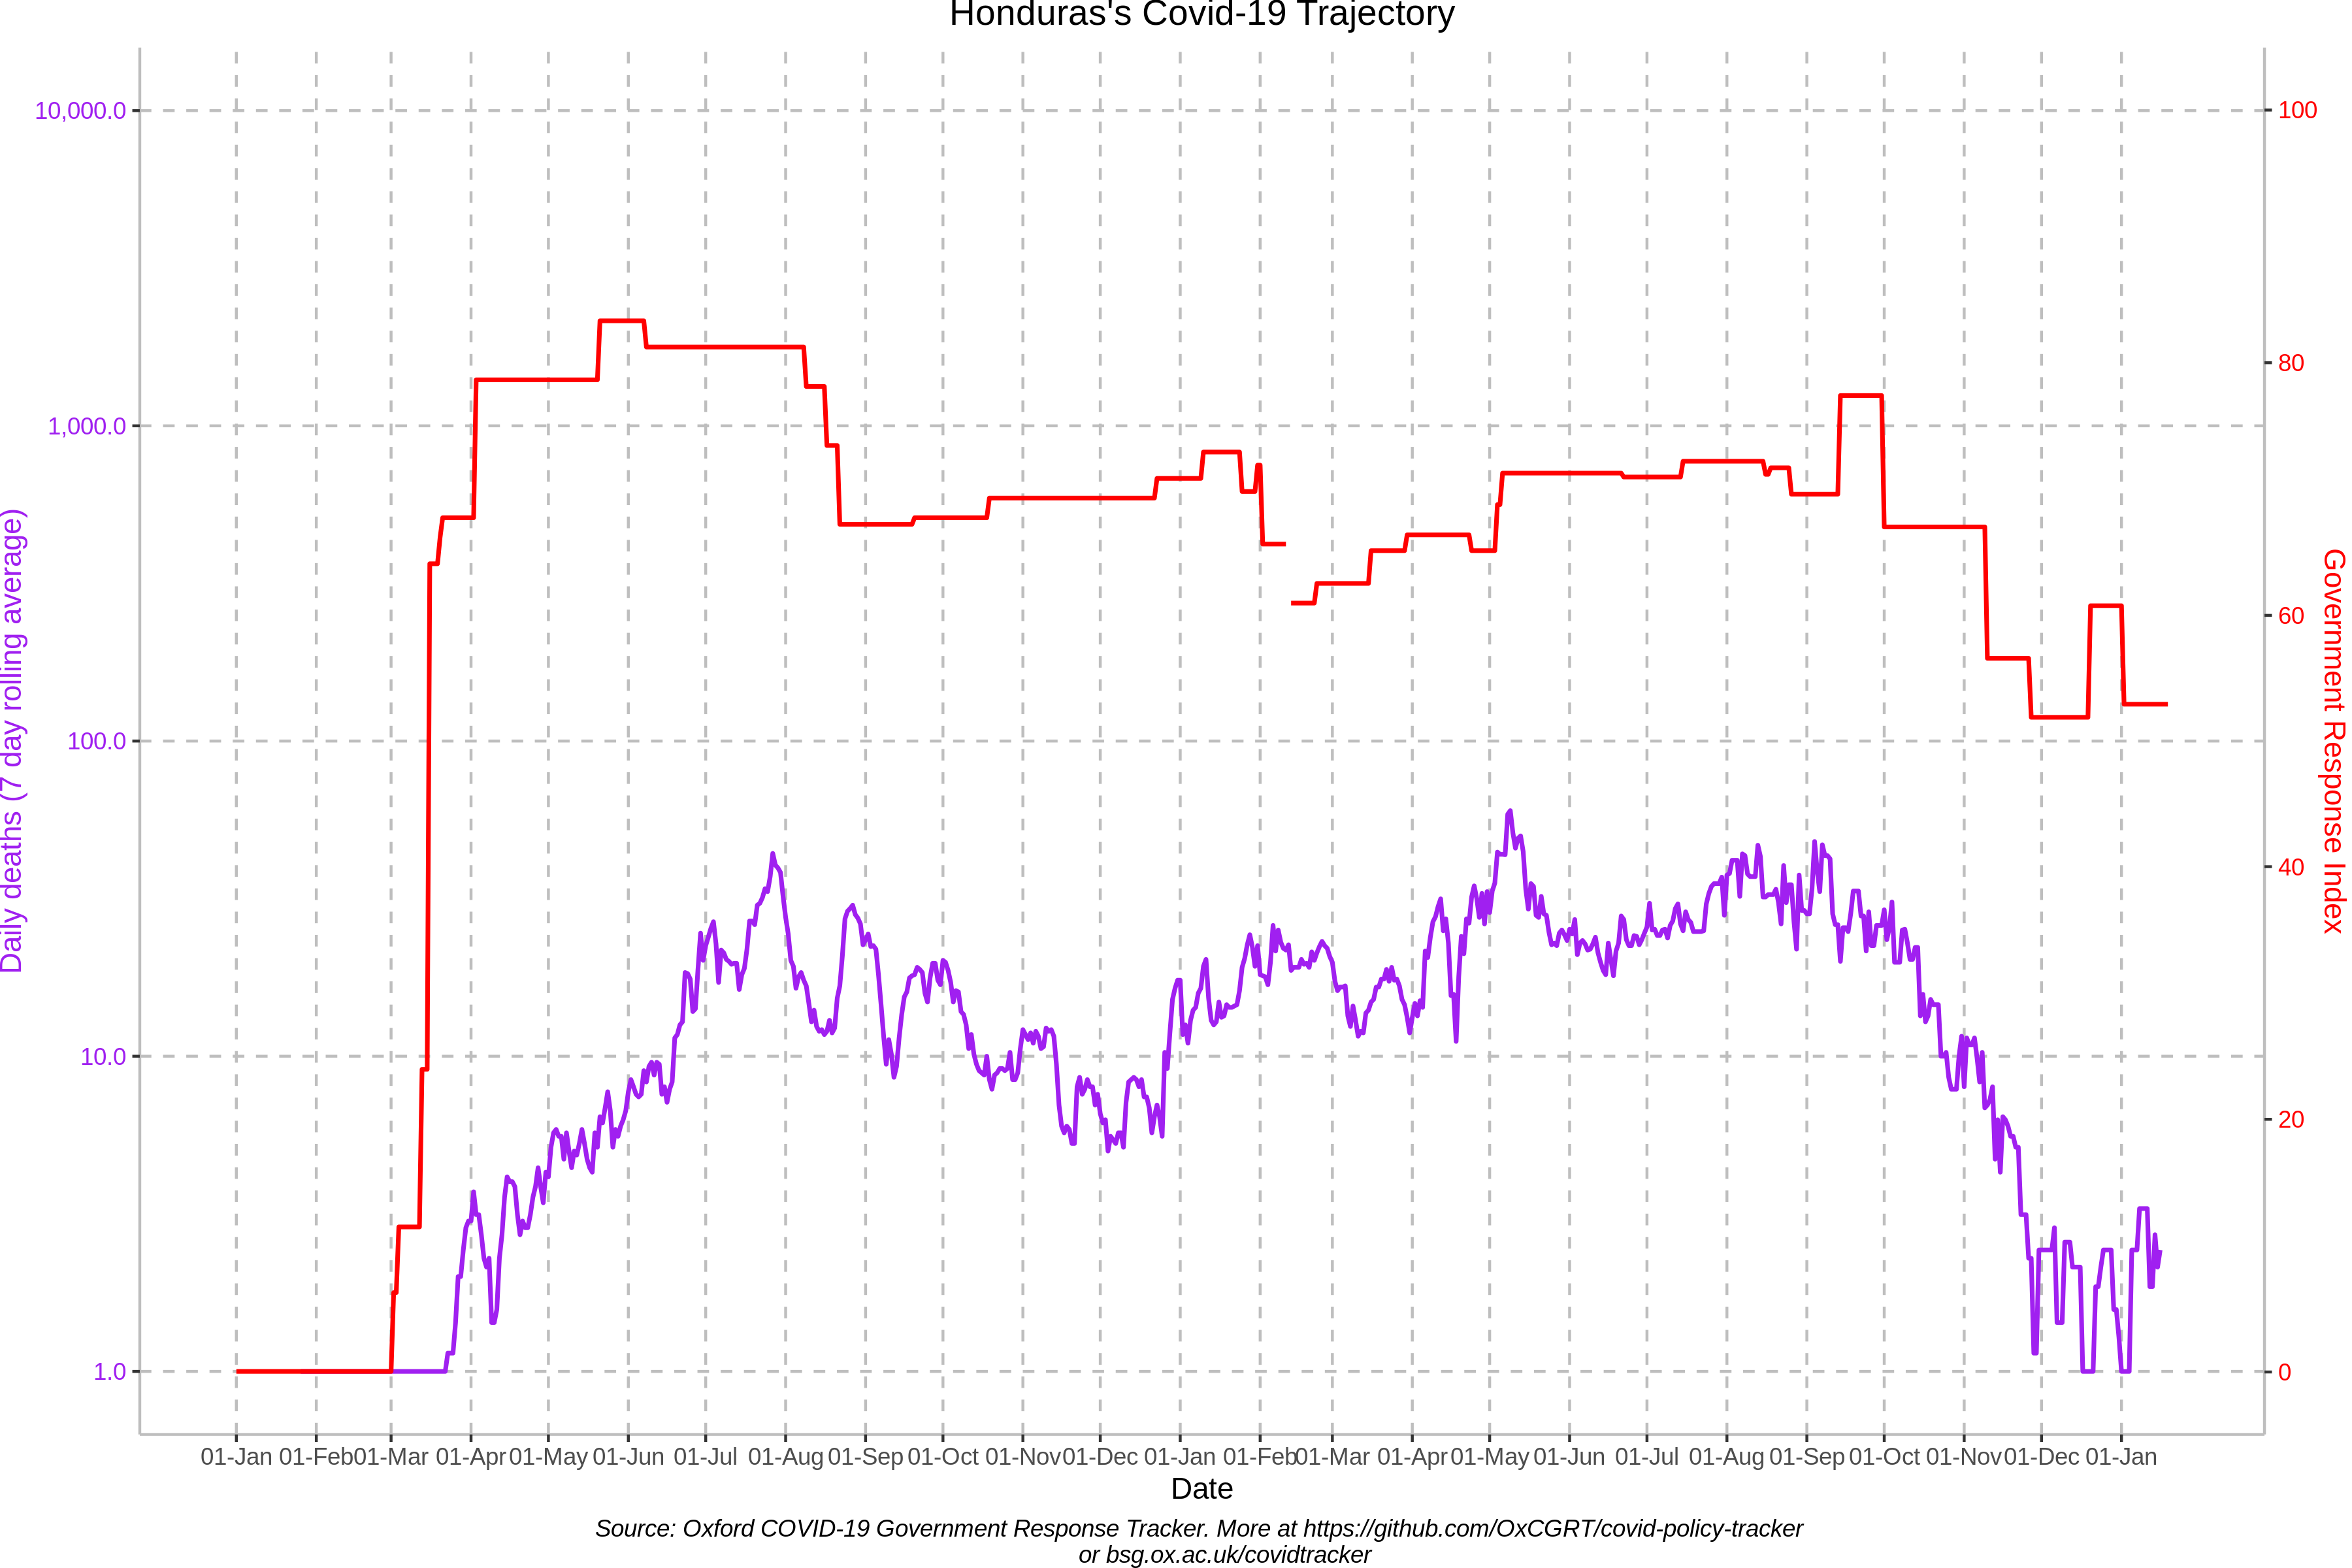 Honduras's Covid-19 Trajectory
10,000.0
1,000.0
100.0
10.0
1.0
Daily deaths (7 day rolling average)
100
80
60
40
20
0
Government Response Index
01-Jan 01-Feb 01-Mar 01-Apr 01-May 01-Jun 01-Jul 01-Aug 01-Sep 01-Oct 01-Nov 01-Dec 01-Jan 01-Feb 01-Mar 01-Apr 01-May 01-Jun 01-Jul 01-Aug 01-Sep 01-Oct 01-Nov 01-Dec 01-Jan
Date
Source: Oxford COVID-19 Government Response Tracker. More at https://github.com/OxCGRT/covid-policy-tracker
or bsg.ox.ac.uk/covidtracker